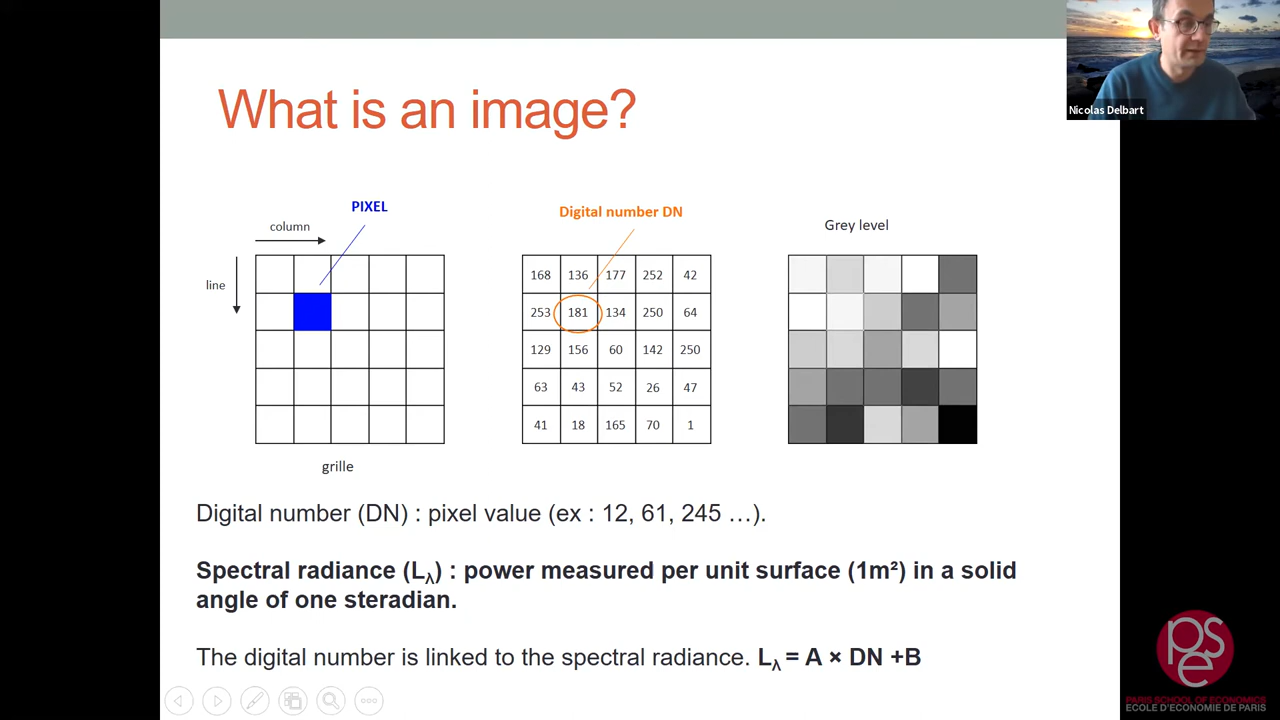 Nicolas Delbart
What is an image?
PIXEL
column
line
grille
Digital number DN
168 136 177 252 42
253 181 134 250 64
129 156 60 142 250
63 43 52 26 47
41 18 165 70 1
Grey level
Digital number (DN) : pixel value (ex : 12, 61, 245 …).
Spectral radiance (Lλ) : power measured per unit surface (1m²) in a solid
angle of one steradian.
The digital number is linked to the spectral radiance. Lλ = A × DN +B
pse
PARIS SCHOOL OF ECONOMICS
ECOLE D'ECONOMIE DE PARIS